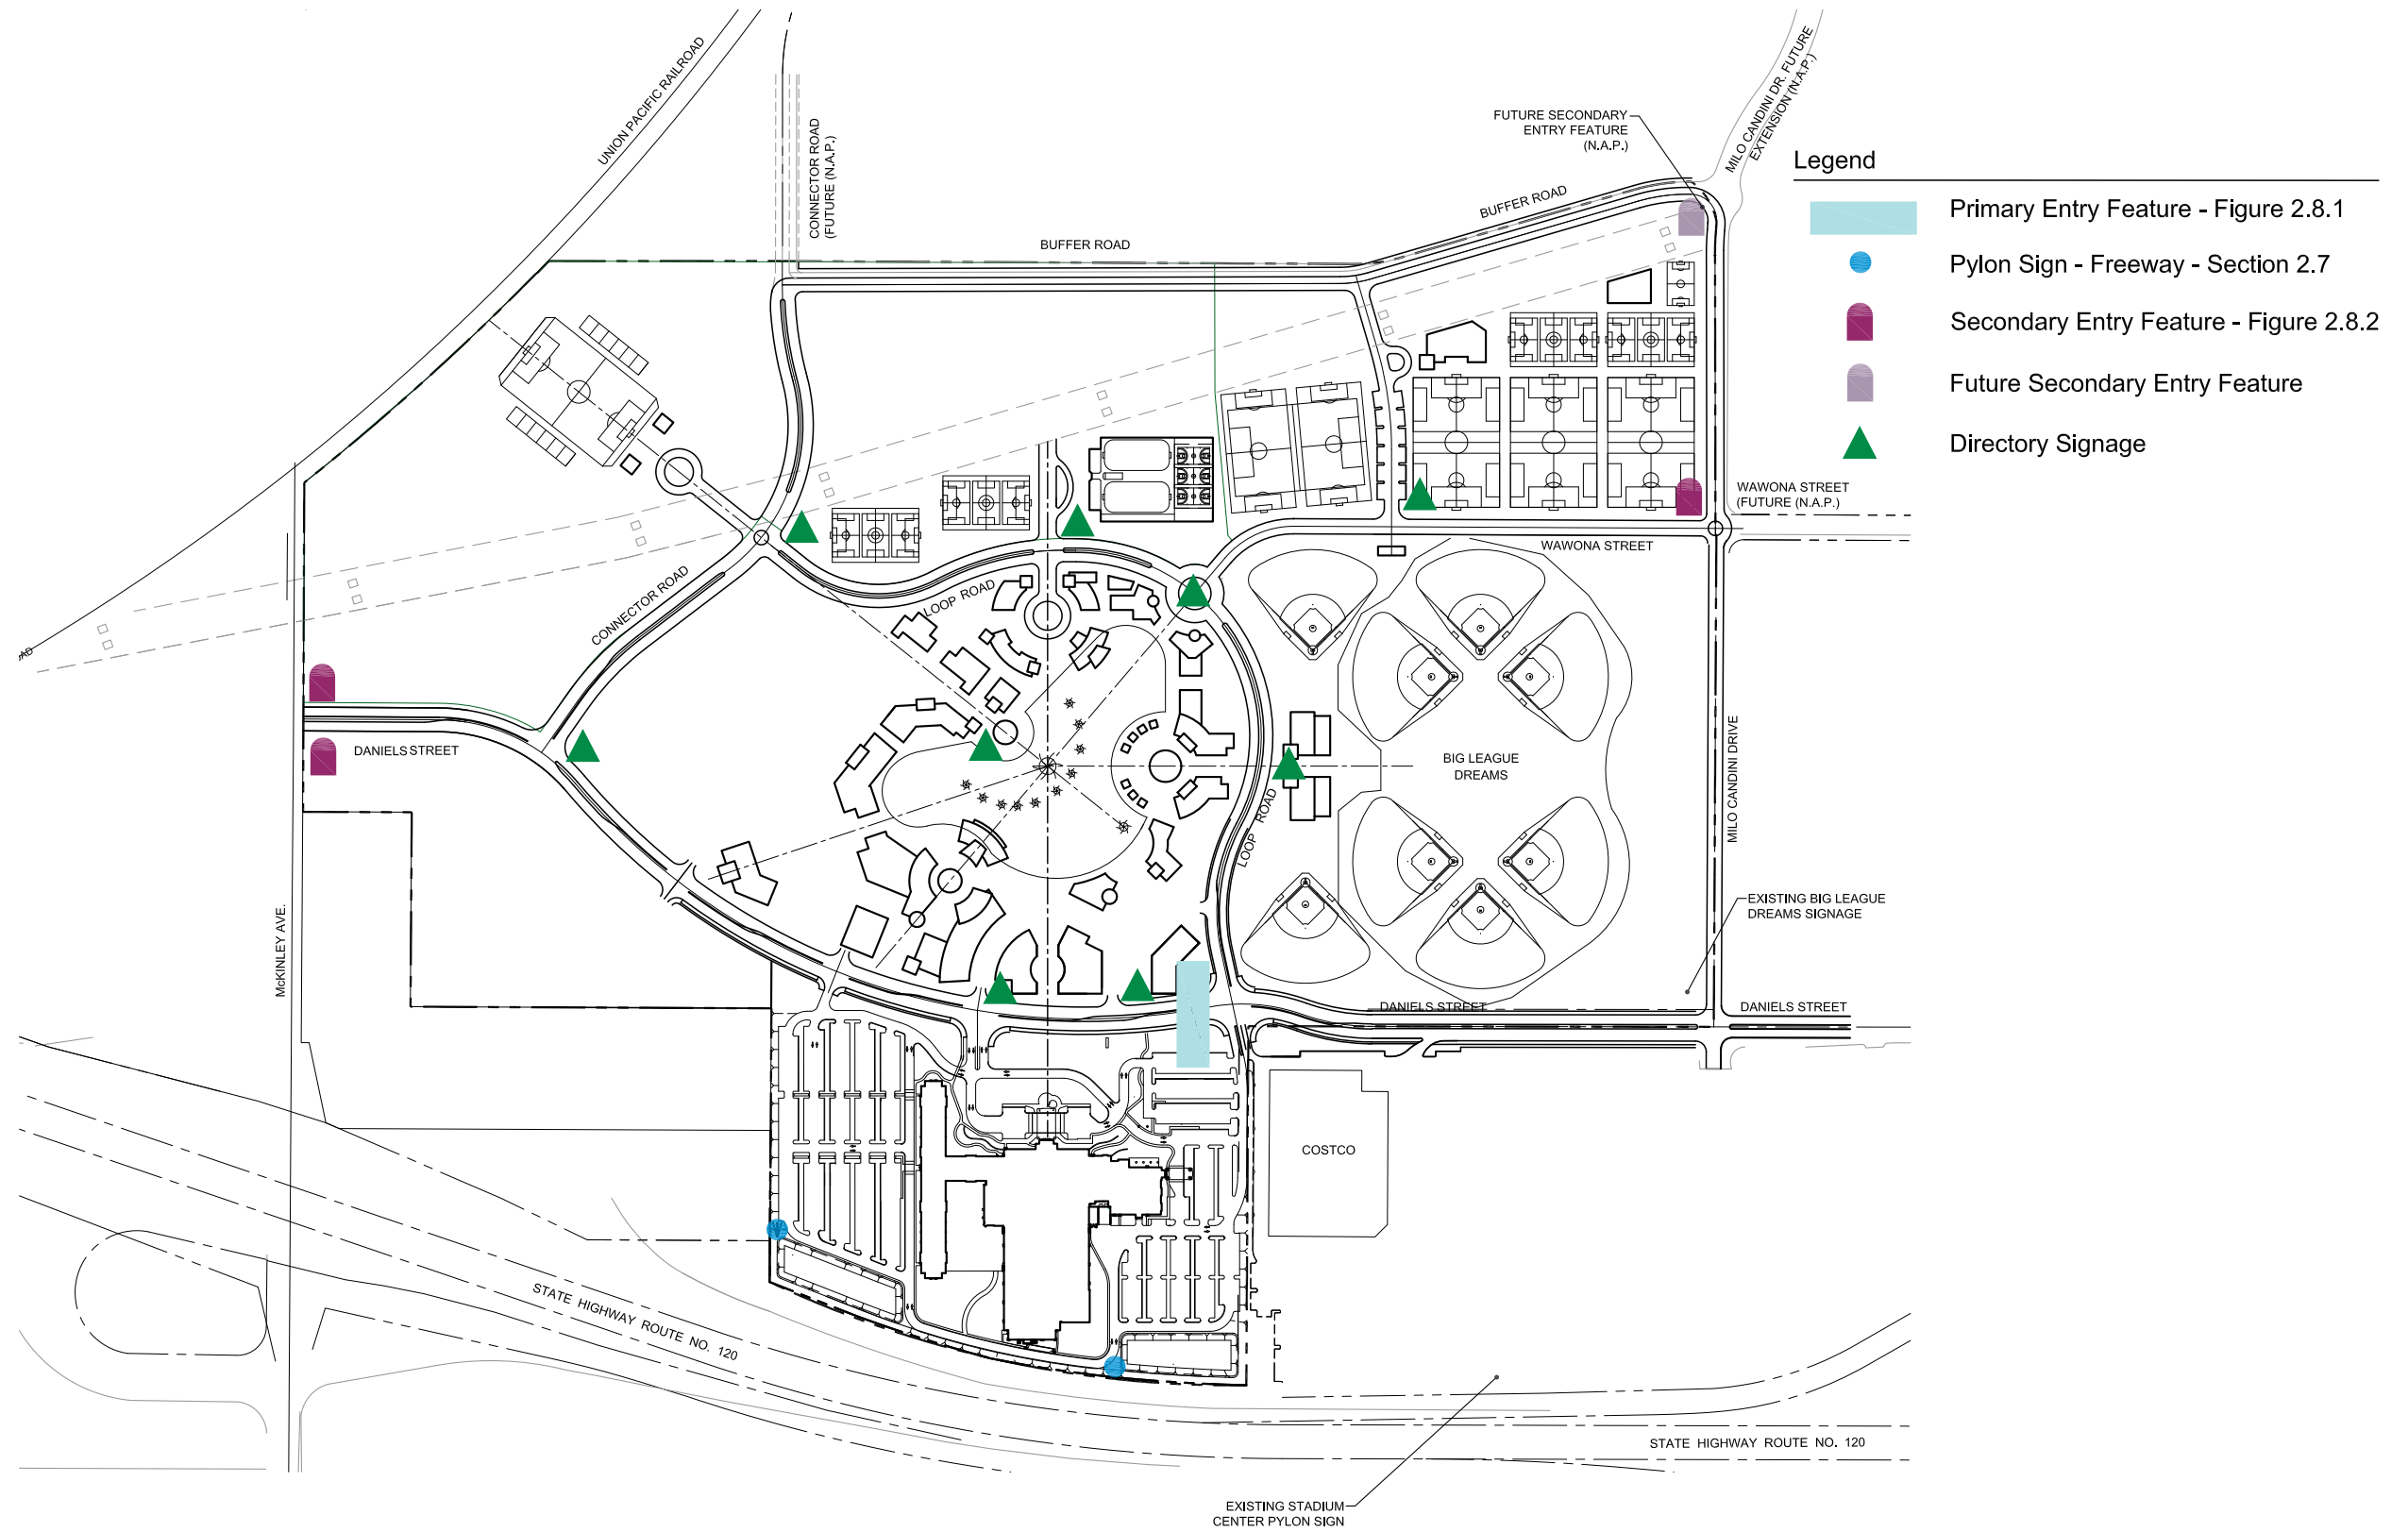 UNION PACIFIC RAILROAD
CONNECTOR ROAD
(FUTURE (N.A.P.)
FUTURE SECONDARY
ENTRY FEATURE
(N.A.P.)
MILO CANDINI DR. FUTURE
EXTENSION (N.A.P.)
Legend
Primary Entry Feature - Figure 2.8.1
Pylon Sign - Freeway - Section 2.7
Secondary Entry Feature - Figure 2.8.2
Future Secondary Entry Feature
Directory Signage
BUFFER ROAD
BUFFER ROAD
WAWONA STREET
(FUTURE (N.A.P.)
WAWONA STREET
CONNECTOR ROAD
LOOP ROAD
AD
DANIELS STREET
BIG LEAGUE
DREAMS
MILO CANDINI DRIVE
LOOP ROAD
EXISTING BIG LEAGUE
DREAMS SIGNAGE
McKINLEY AVE.
DANIELS STREET
DANIELS STREET
COSTCO
STATE HIGHWAY ROUTE NO. 120
STATE HIGHWAY ROUTE NO. 120
EXISTING STADIUM
CENTER PYLON SIGN